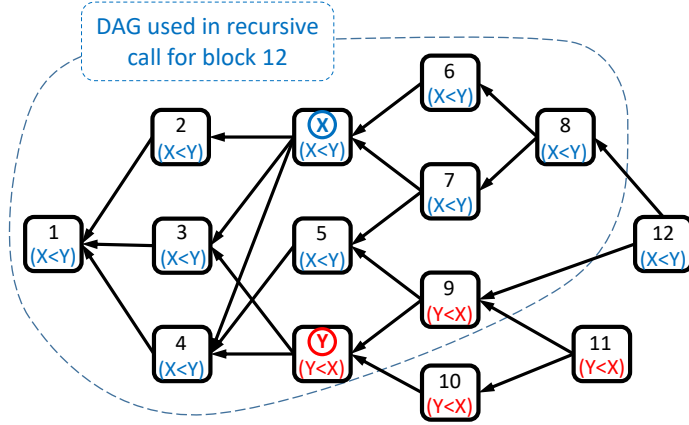 DAG used in recursive
call for block 12
1
(X<Y)
2
(X<Y)
3
(X<Y)
4
(X<Y)
X
(X<Y)
5
(X<Y)
Y
(Y<X)
6
(X<Y)
7
(X<Y)
9
(Y<X)
10
(Y<X)
8
(X<Y)
11
(Y<X)
12
(X<Y)